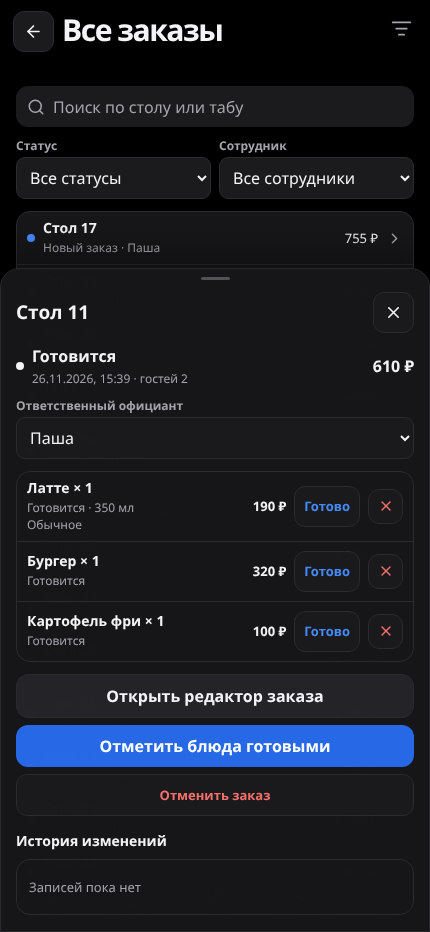 Все заказы
Поиск по столу или табу
Статус
Сотрудник
Все статусы
Все сотрудники
Стол 17
Новый заказ · Паша
755 ₽
Стол 11
Готовится
26.11.2026, 15:39 · гостей 2
610 ₽
Ответственный официант
Паша
Латте × 1
Готовится · 350 мл
Обычное
190 ₽
Готово
Бургер × 1
Готовится
320 ₽
Готово
Картофель фри × 1
Готовится
100 ₽
Готово
Открыть редактор заказа
Отметить блюда готовыми
Отменить заказ
История изменений
Записей пока нет